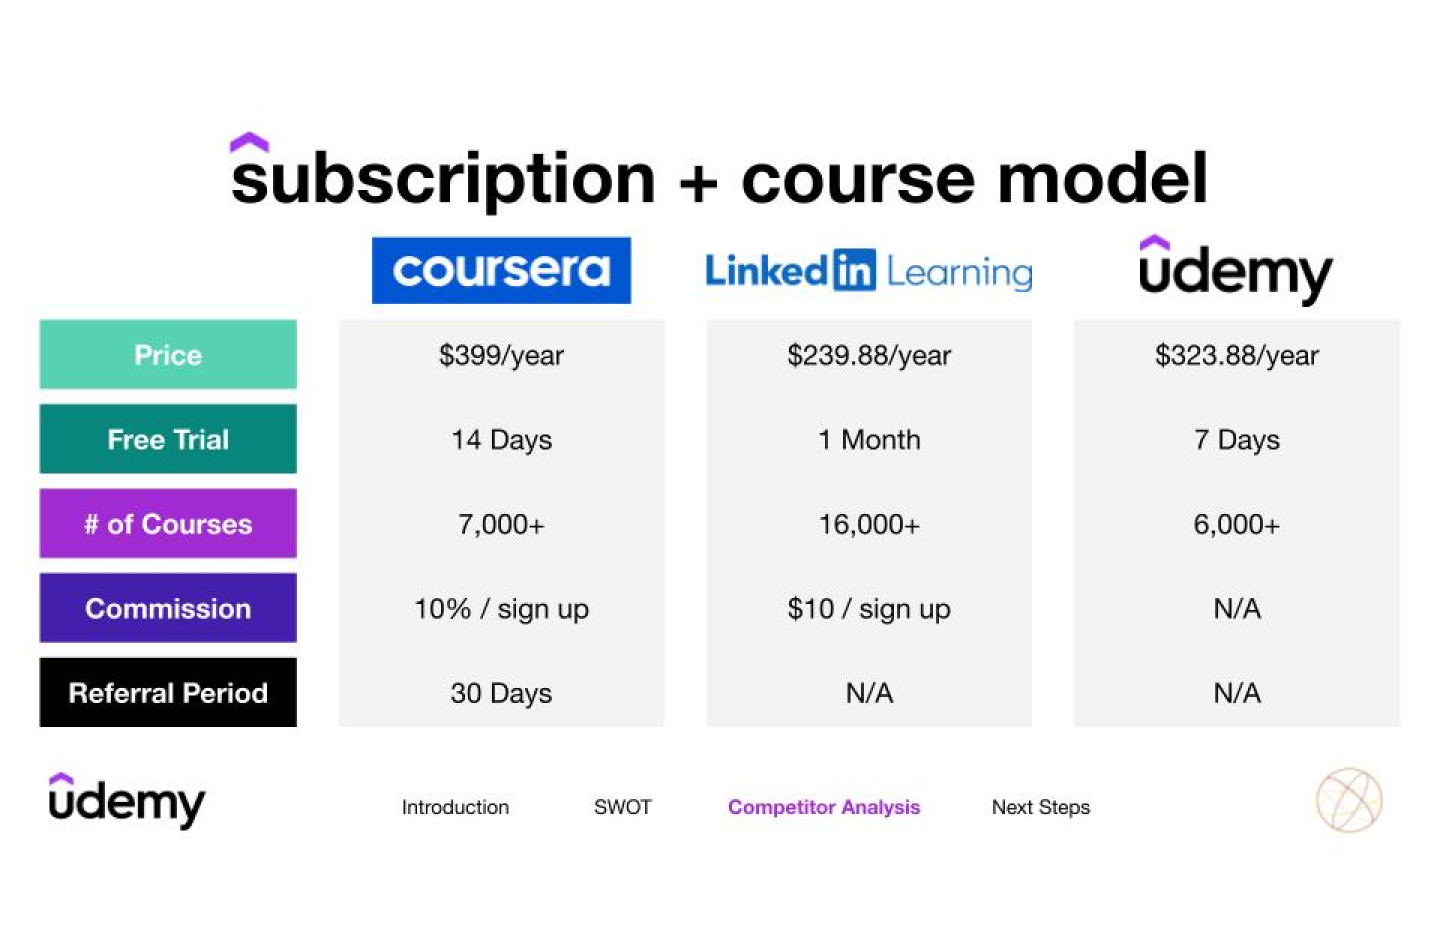 subscription + course model
coursera LinkedIn Learning udemy
Price $399/year $239.88/year $323.88/year
Free Trial 14 Days 1 Month 7 Days
# of Courses 7,000+ 16,000+ 6,000+
Commission 10% / sign up $10 / sign up N/A
Referral Period 30 Days N/A N/A
udemy Introduction SWOT Competitor Analysis Next Steps